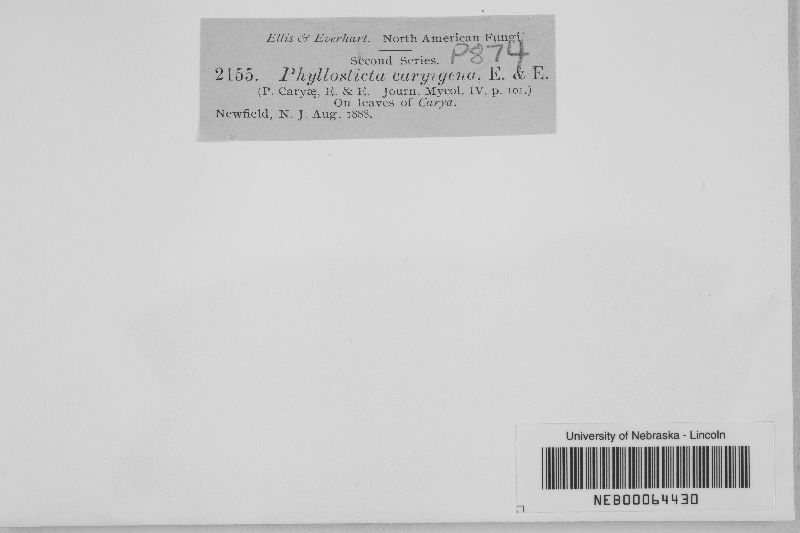 Ellis & Everhart. North American Fungi.
Second Series. P874
2155. Phyllosticta caryigena. E. & E.
(P. Caryæ, E. & E. Journ. Mycol. IV, p. 101.)
On leaves of Carya.
Newfield, N. J. Aug. 1888.
University of Nebraska - Lincoln
NEB00064430